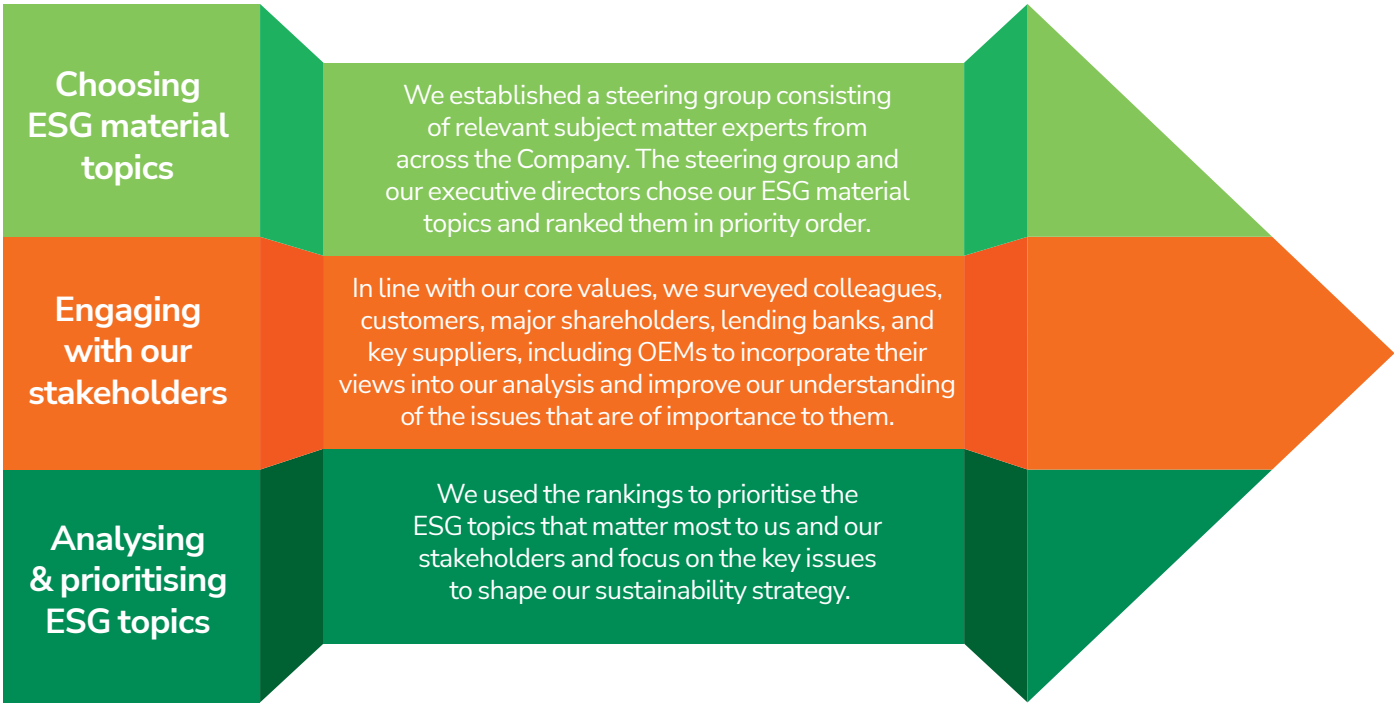 Choosing
ESG material
topics
We established a steering group consisting
of relevant subject matter experts from
across the Company. The steering group and
our executive directors chose our ESG material
topics and ranked them in priority order.
Engaging
with our
stakeholders
In line with our core values, we surveyed colleagues,
customers, major shareholders, lending banks, and
key suppliers, including OEMs to incorporate their
views into our analysis and improve our understanding
of the issues that are of importance to them.
Analysing
& prioritising
ESG topics
We used the rankings to prioritise the
ESG topics that matter most to us and our
stakeholders and focus on the key issues
to shape our sustainability strategy.